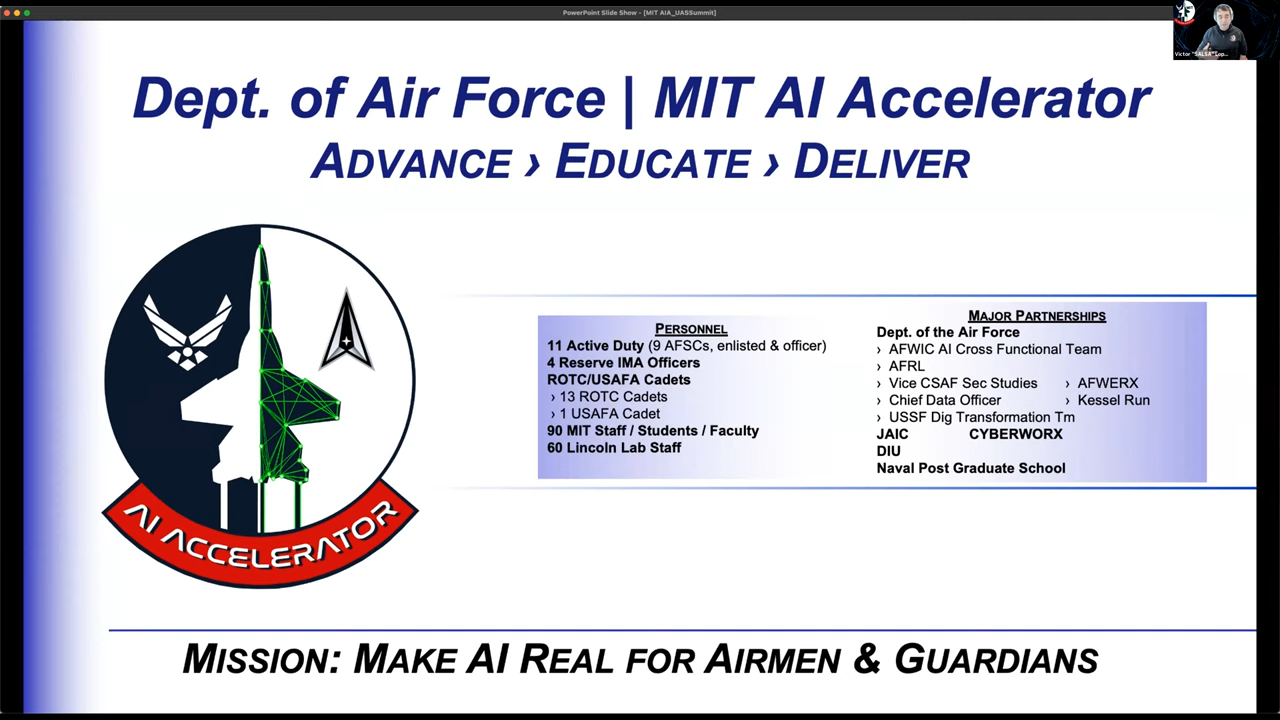 PowerPoint Slide Show - [MIT AIA_UASSummit]
Victor "SALSA" Lop...
Dept. of Air Force | MIT AI Accelerator
ADVANCE › EDUCATE › DELIVER
AI ACCELERATOR
PERSONNEL
11 Active Duty (9 AFSCs, enlisted & officer)
4 Reserve IMA Officers
ROTC/USAFA Cadets
› 13 ROTC Cadets
› 1 USAFA Cadet
90 MIT Staff / Students / Faculty
60 Lincoln Lab Staff
MAJOR PARTNERSHIPS
Dept. of the Air Force
› AFWIC AI Cross Functional Team
› AFRL
› Vice CSAF Sec Studies › AFWERX
› Chief Data Officer › Kessel Run
› USSF Dig Transformation Tm
JAIC CYBERWORX
DIU
Naval Post Graduate School
MISSION: MAKE AI REAL FOR AIRMEN & GUARDIANS